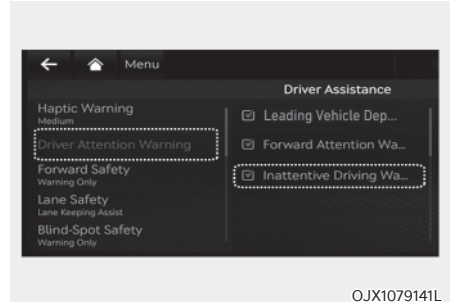 Menu
Driver Assistance
Haptic Warning
Medium
Driver Attention Warning
Forward Safety
Warning Only
Lane Safety
Lane Keeping Assist
Blind-Spot Safety
Warning Only
Leading Vehicle Dep...
Forward Attention Wa...
Inattentive Driving Wa...
OJX1079141L